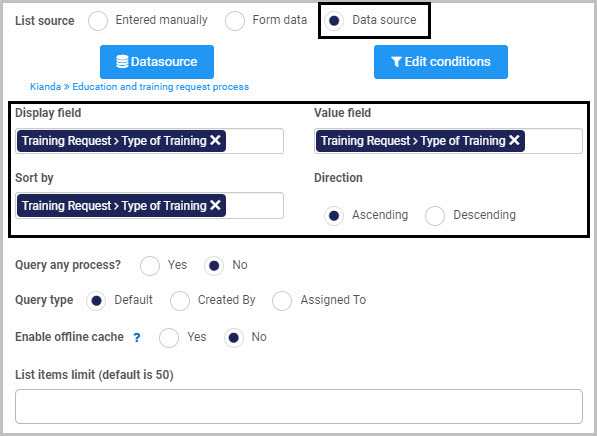 List source Entered manually Form data Data source
Datasource Edit conditions
Kianda » Education and training request process
Display field Value field
Training Request > Type of Training ✕ Training Request > Type of Training ✕
Sort by Direction
Training Request > Type of Training ✕ Ascending Descending
Query any process? Yes No
Query type Default Created By Assigned To
Enable offline cache ? Yes No
List items limit (default is 50)